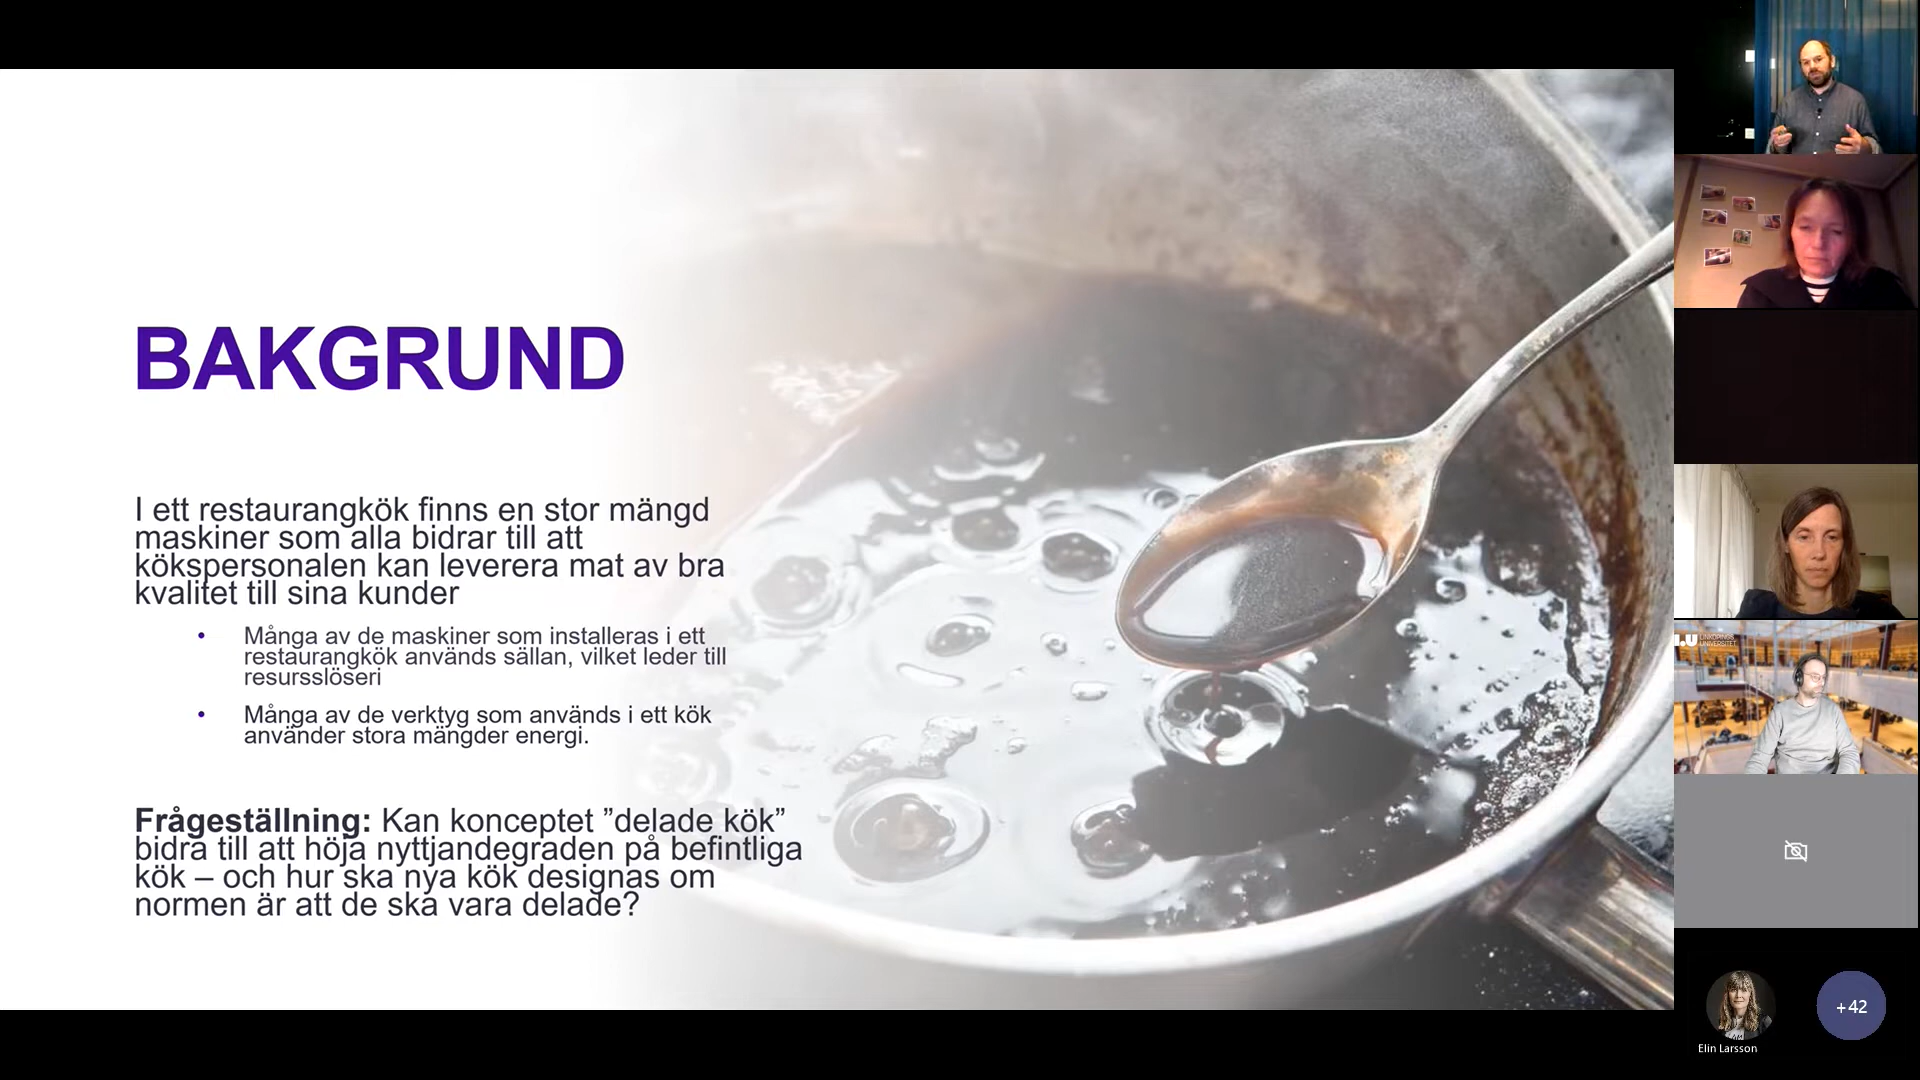 BAKGRUND
I ett restaurangkök finns en stor mängd
maskiner som alla bidrar till att
kökspersonalen kan leverera mat av bra
kvalitet till sina kunder
• Många av de maskiner som installeras i ett
restaurangkök används sällan, vilket leder till
resursslöseri
• Många av de verktyg som används i ett kök
använder stora mängder energi.
Frågeställning: Kan konceptet ”delade kök”
bidra till att höja nyttjandegraden på befintliga
kök – och hur ska nya kök designas om
normen är att de ska vara delade?
LINKÖPINGS
UNIVERSITET
+42
Elin Larsson